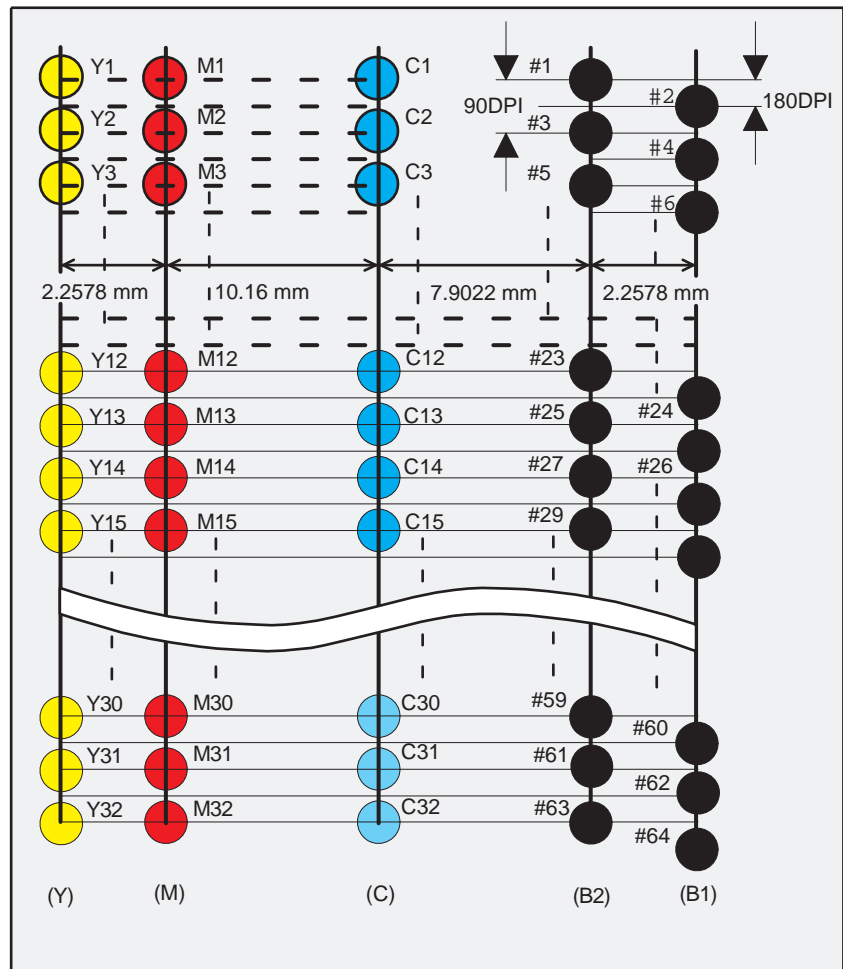 Y1 M1 C1 #1
#2
90DPI 180DPI
Y2 M2 C2 #3
#4
Y3 M3 C3 #5
#6
2.2578 mm 10.16 mm 7.9022 mm 2.2578 mm
Y12 M12 C12 #23
Y13 M13 C13 #25 #24
Y14 M14 C14 #27 #26
Y15 M15 C15 #29
Y30 M30 C30 #59
#60
Y31 M31 C31 #61
#62
Y32 M32 C32 #63
#64
(Y) (M) (C) (B2) (B1)